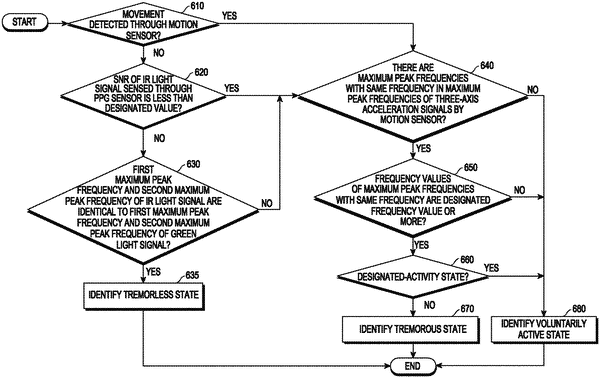 START
MOVEMENT
DETECTED THROUGH MOTION
SENSOR?
610
YES
NO
SNR OF IR LIGHT
SIGNAL SENSED THROUGH
PPG SENSOR IS LESS THAN
DESIGNATED VALUE?
620
YES
NO
FIRST
MAXIMUM PEAK
FREQUENCY AND SECOND MAXIMUM
PEAK FREQUENCY OF IR LIGHT SIGNAL ARE
IDENTICAL TO FIRST MAXIMUM PEAK
FREQUENCY AND SECOND MAXIMUM
PEAK FREQUENCY OF GREEN
LIGHT SIGNAL?
630
NO
YES
635
IDENTIFY TREMORLESS STATE
THERE ARE
MAXIMUM PEAK FREQUENCIES
WITH SAME FREQUENCY IN MAXIMUM
PEAK FREQUENCIES OF THREE-AXIS
ACCELERATION SIGNALS BY
MOTION SENSOR?
640
NO
YES
FREQUENCY VALUES
OF MAXIMUM PEAK FREQUENCIES
WITH SAME FREQUENCY ARE DESIGNATED
FREQUENCY VALUE OR
MORE?
650
NO
YES
660
DESIGNATED-ACTIVITY STATE?
YES
NO
670
IDENTIFY TREMOROUS STATE
680
IDENTIFY VOLUNTARILY
ACTIVE STATE
END